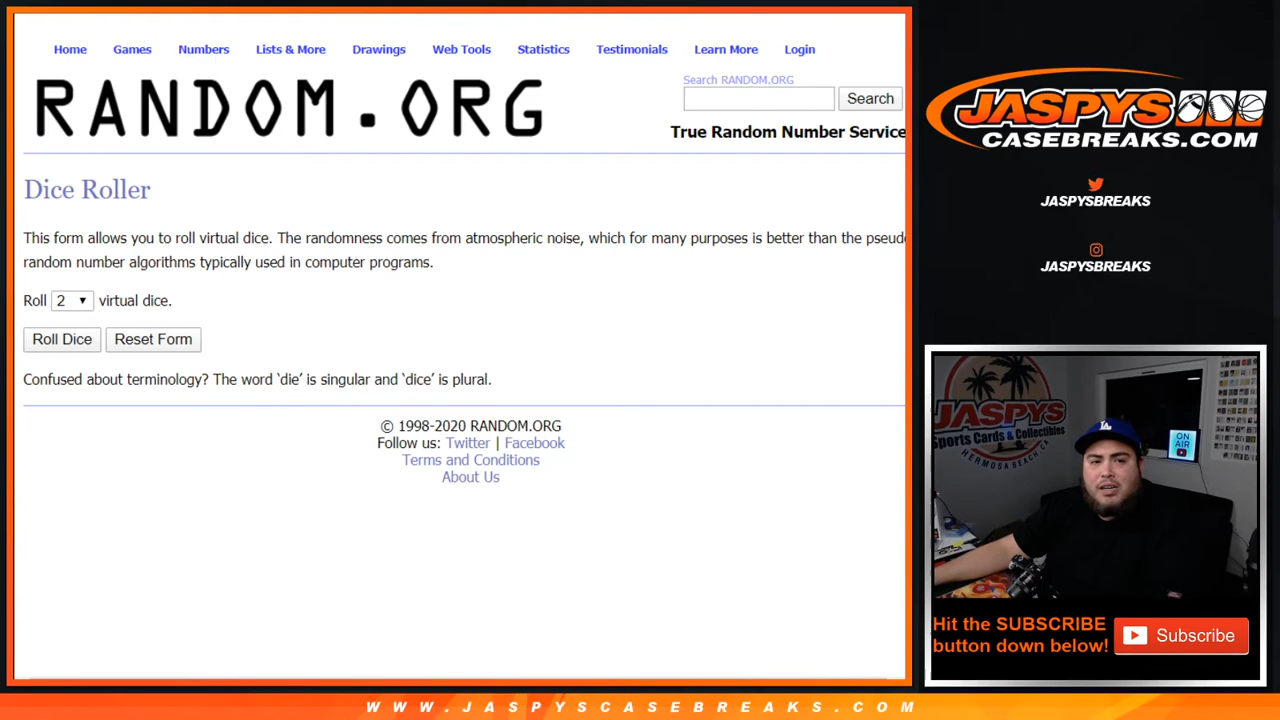 Home Games Numbers Lists & More Drawings Web Tools Statistics Testimonials Learn More Login
RANDOM.ORG
Search RANDOM.ORG
Search
True Random Number Service
Dice Roller
This form allows you to roll virtual dice. The randomness comes from atmospheric noise, which for many purposes is better than the pseudo
random number algorithms typically used in computer programs.
Roll 2 virtual dice.
Roll Dice Reset Form
Confused about terminology? The word ‘die’ is singular and ‘dice’ is plural.
© 1998-2020 RANDOM.ORG
Follow us: Twitter | Facebook
Terms and Conditions
About Us
JASPYS
CASEBREAKS.COM
JASPYSBREAKS
JASPYSBREAKS
JASPYS
Sports Cards & Collectibles
HERMOSA BEACH, CA
LA
ON
AIR
Hit the SUBSCRIBE
button down below!
Subscribe
WWW.JASPYSCASEBREAKS.COM